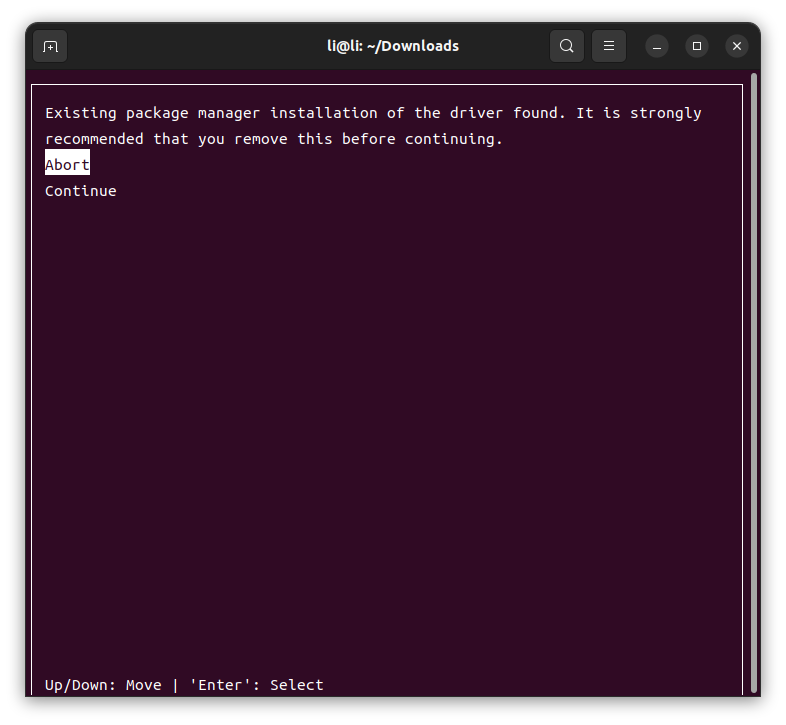 li@li: ~/Downloads
Existing package manager installation of the driver found. It is strongly
recommended that you remove this before continuing.
Abort
Continue
Up/Down: Move | 'Enter': Select